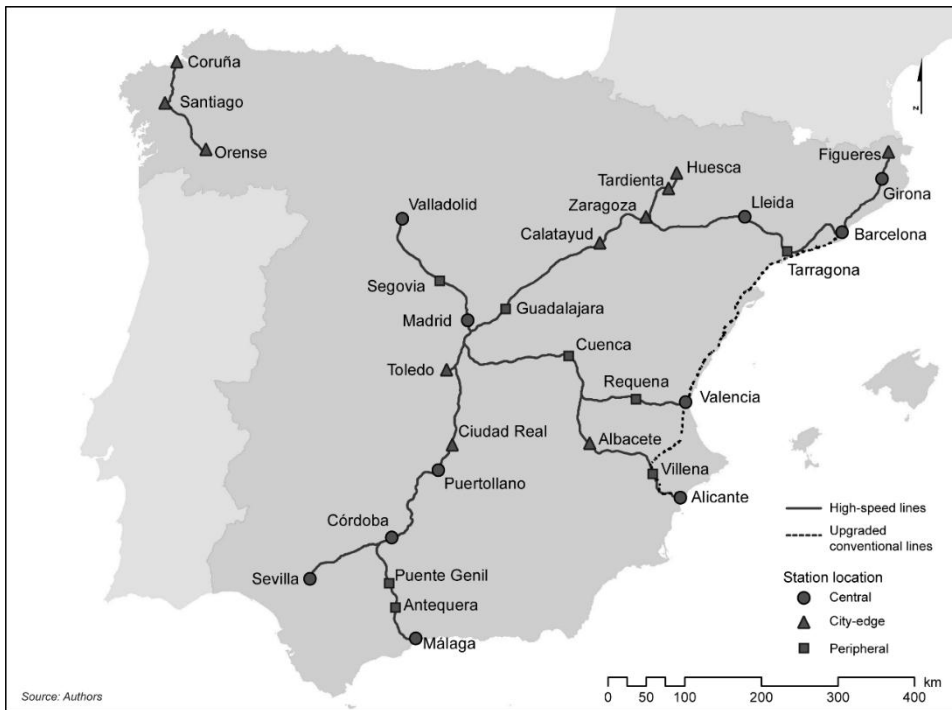 Coruña
Santiago
Orense
Huesca
Tardienta
Figueres
Zaragoza
Lleida
Girona
Valladolid
Calatayud
Barcelona
Tarragona
Segovia
Guadalajara
Madrid
Cuenca
Toledo
Requena
Valencia
Ciudad Real
Albacete
Villena
Puertollano
Alicante
Córdoba
Sevilla
Puente Genil
Antequera
Málaga
N
High-speed lines
Upgraded
conventional lines
Station location
Central
City-edge
Peripheral
km
0 50 100 200 300 400
Source: Authors